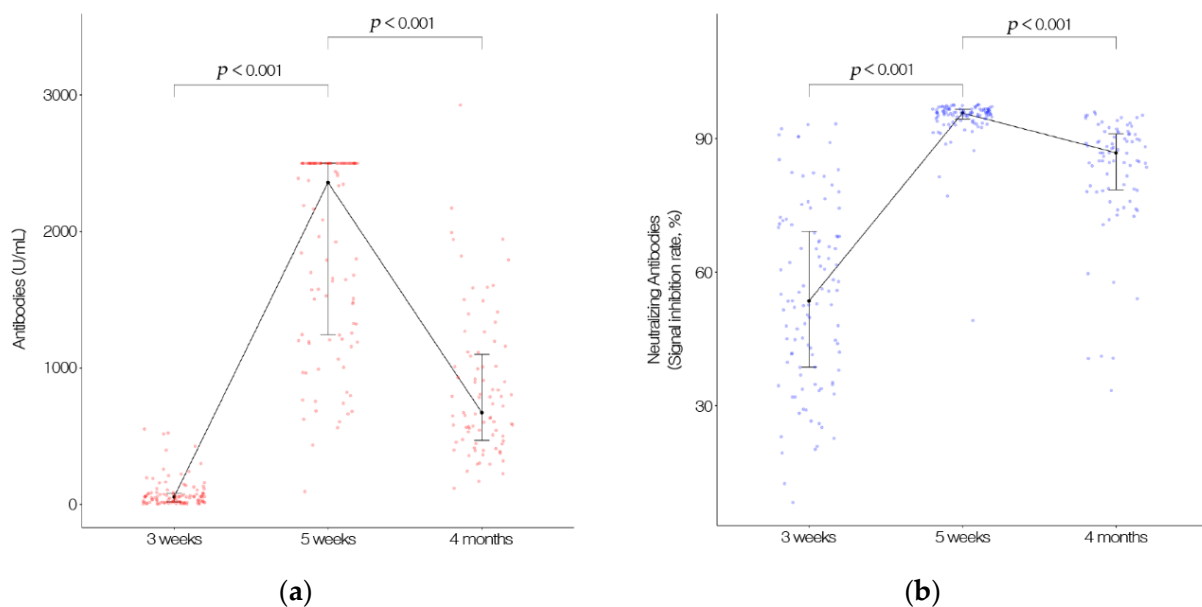 p < 0.001
p < 0.001
3000
2000
1000
0
Antibodies (U/mL)
3 weeks
5 weeks
4 months
(a)
p < 0.001
p < 0.001
90
60
30
Neutralizing Antibodies
(Signal inhibition rate, %)
3 weeks
5 weeks
4 months
(b)